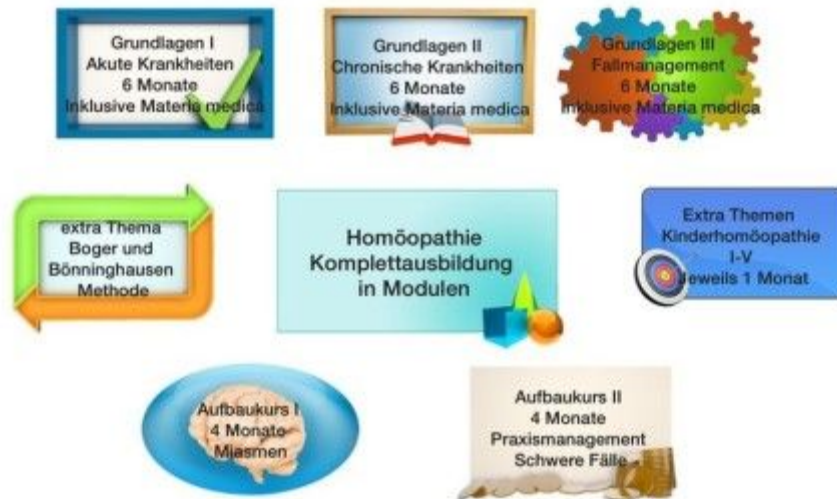 Grundlagen I
Akute Krankheiten
6 Monate
Inklusive Materia medica
Grundlagen II
Chronische Krankheiten
6 Monate
Inklusive Materia medica
Grundlagen III
Fallmanagement
6 Monate
Inklusive Materia medica
extra Thema
Boger und
Bönninghausen
Methode
Homöopathie
Komplettausbildung
in Modulen
Extra Themen
Kinderhomöopathie
I-V
Jeweils 1 Monat
Aufbaukurs I
4 Monate
Miasmen
Aufbaukurs II
4 Monate
Praxismanagement
Schwere Fälle